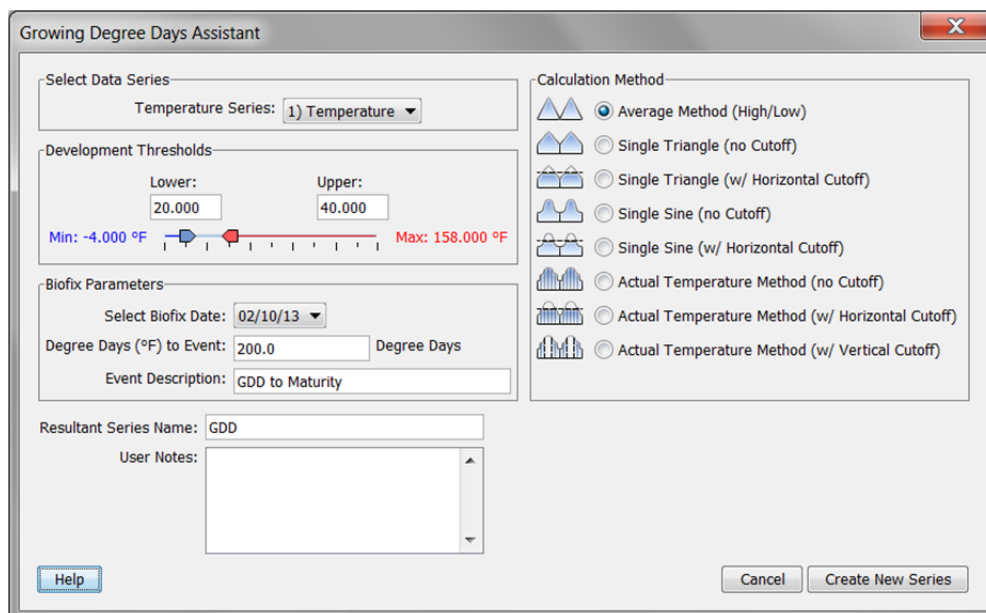 Growing Degree Days Assistant
Select Data Series
Temperature Series: 1) Temperature
Development Thresholds
Lower: Upper:
20.000 40.000
Min: -4.000 ºF Max: 158.000 ºF
Biofix Parameters
Select Biofix Date: 02/10/13
Degree Days (ºF) to Event: 200.0 Degree Days
Event Description: GDD to Maturity
Resultant Series Name: GDD
User Notes:
Calculation Method
Average Method (High/Low)
Single Triangle (no Cutoff)
Single Triangle (w/ Horizontal Cutoff)
Single Sine (no Cutoff)
Single Sine (w/ Horizontal Cutoff)
Actual Temperature Method (no Cutoff)
Actual Temperature Method (w/ Horizontal Cutoff)
Actual Temperature Method (w/ Vertical Cutoff)
Help Cancel Create New Series